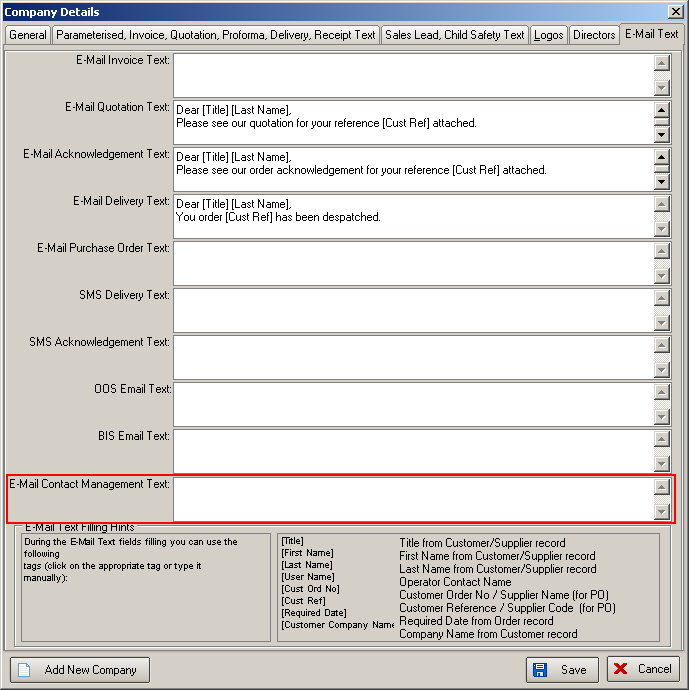 Company Details
General
Parameterised, Invoice, Quotation, Proforma, Delivery, Receipt Text
Sales Lead, Child Safety Text
Logos
Directors
E-Mail Text
E-Mail Invoice Text:
E-Mail Quotation Text:
Dear [Title] [Last Name],
Please see our quotation for your reference [Cust Ref] attached.
E-Mail Acknowledgement Text:
Dear [Title] [Last Name],
Please see our order acknowledgement for your reference [Cust Ref] attached.
E-Mail Delivery Text:
Dear [Title] [Last Name],
You order [Cust Ref] has been despatched.
E-Mail Purchase Order Text:
SMS Delivery Text:
SMS Acknowledgement Text:
OOS Email Text:
BIS Email Text:
E-Mail Contact Management Text:
E-Mail Text Filling Hints
During the E-Mail Text fields filling you can use the
following
tags (click on the appropriate tag or type it
manually):
[Title] Title from Customer/Supplier record
[First Name] First Name from Customer/Supplier record
[Last Name] Last Name from Customer/Supplier record
[User Name] Operator Contact Name
[Cust Ord No] Customer Order No / Supplier Name (for PO)
[Cust Ref] Customer Reference / Supplier Code (for PO)
[Required Date] Required Date from Order record
[Customer Company Name Company Name from Customer record
Add New Company
Save
Cancel